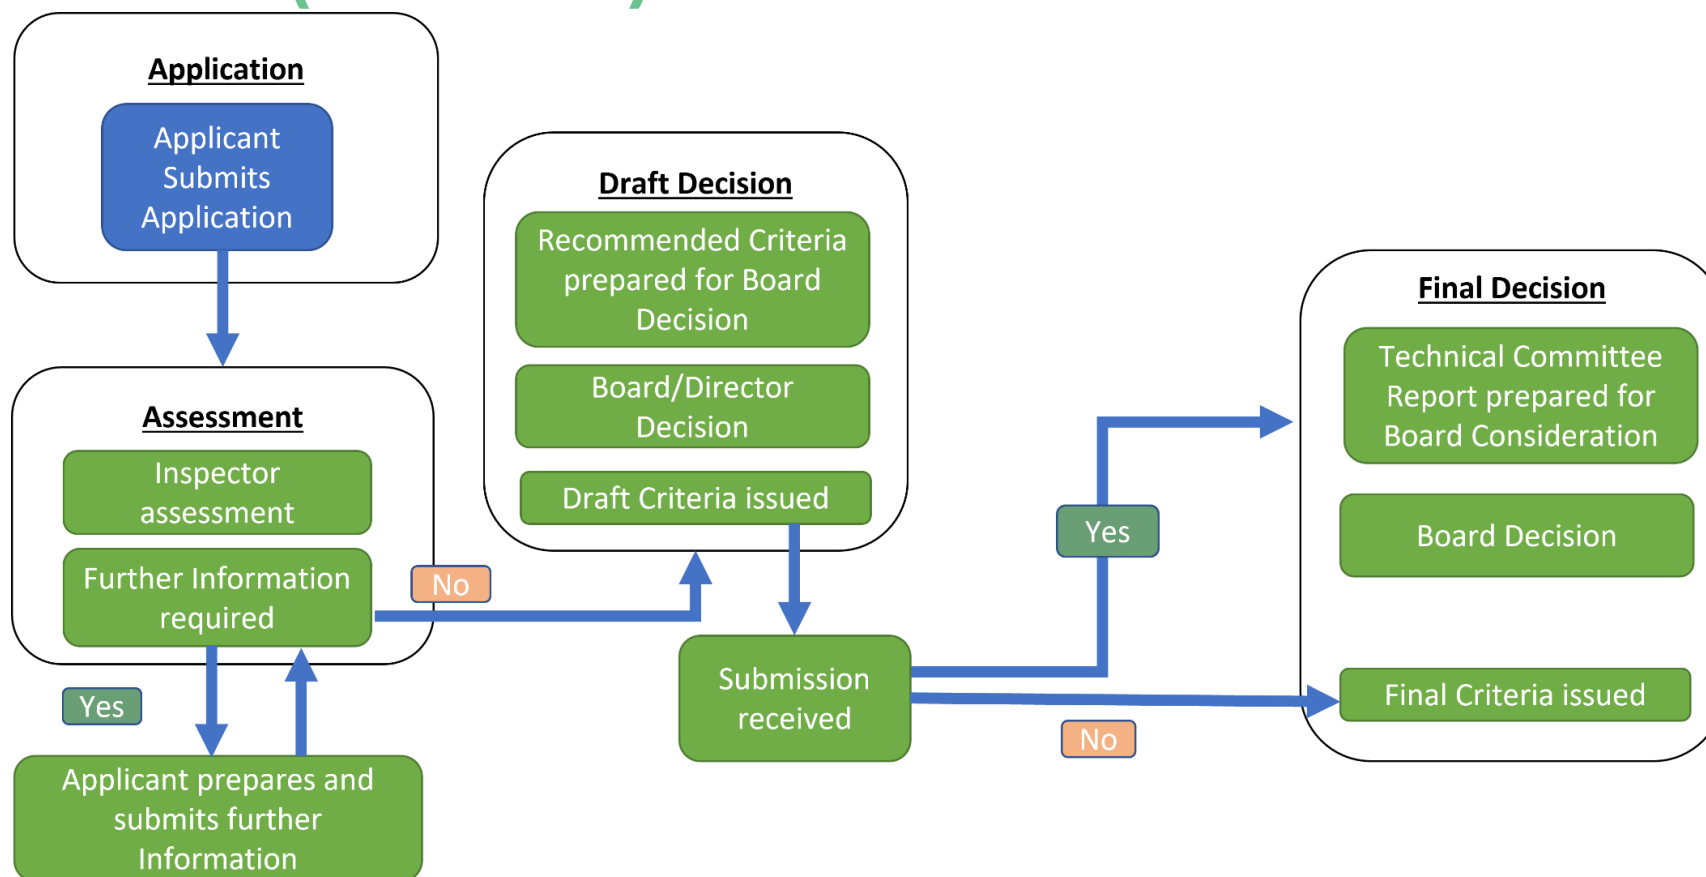 Application
Applicant
Submits
Application
Assessment
Inspector
assessment
Further Information
required
Yes
No
Applicant prepares and
submits further
Information
Draft Decision
Recommended Criteria
prepared for Board
Decision
Board/Director
Decision
Draft Criteria issued
Submission
received
Yes
No
Final Decision
Technical Committee
Report prepared for
Board Consideration
Board Decision
Final Criteria issued